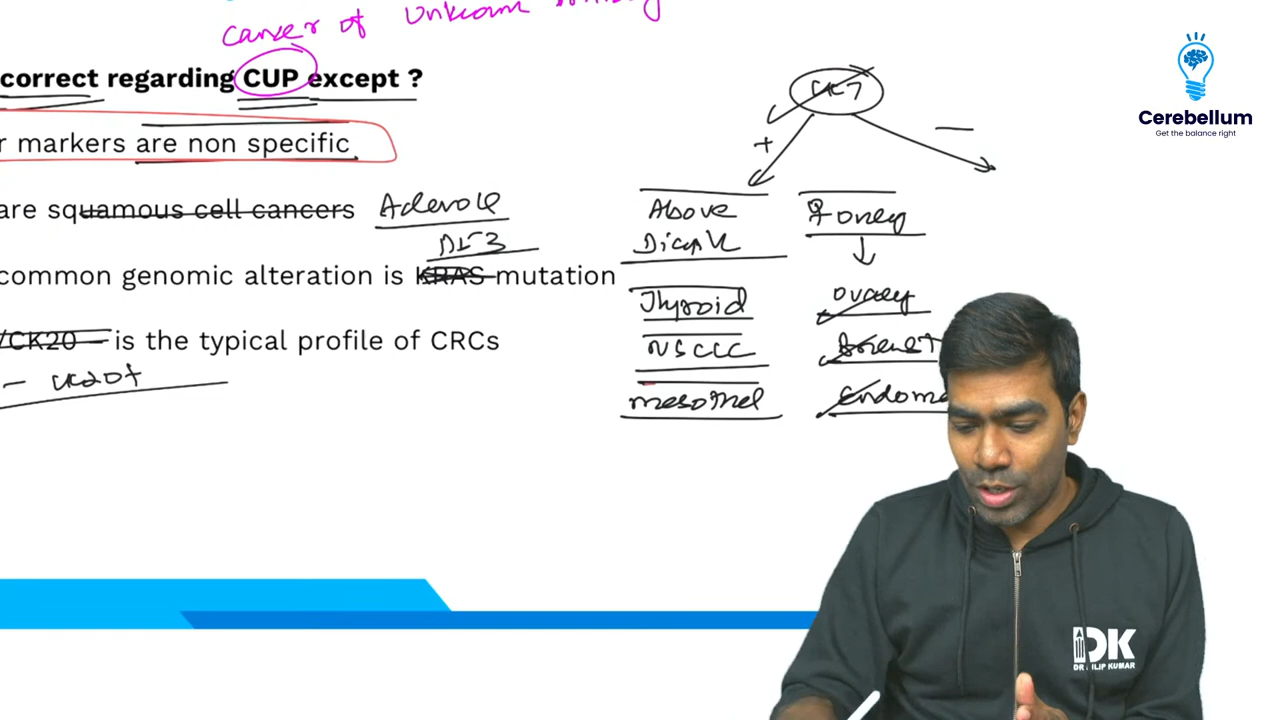 cancer of Unknown
correct regarding CUP except ?
r markers are non specific
are squamous cell cancers
common genomic alteration is KRAS mutation
/CK20 is the typical profile of CRCs
- CK20+
CK7
+
—
Above
Thyroid
NSCLC
mesothel
ovary
Breast
Endome
Cerebellum
Get the balance right
DK
DR DILIP KUMAR